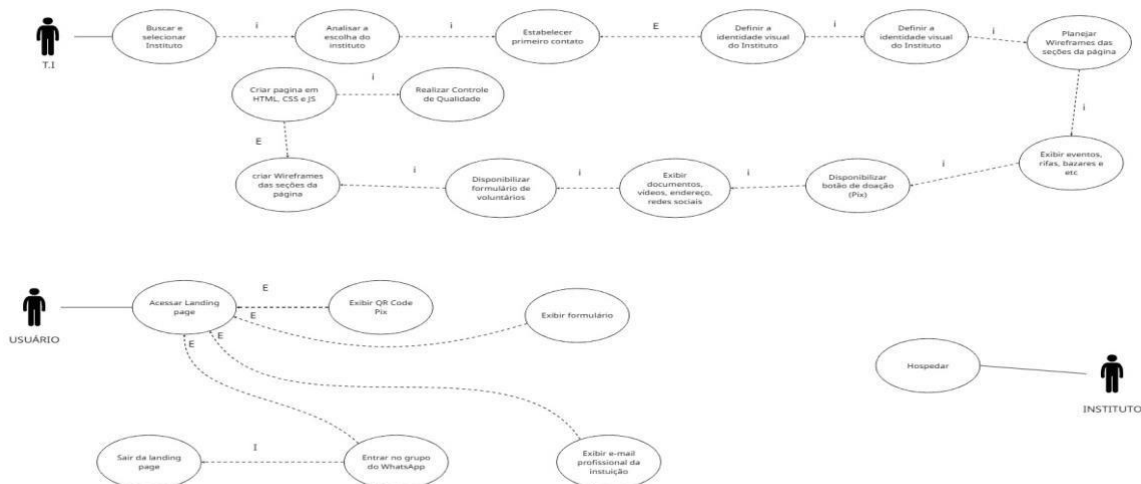 Buscar e
selecionar
Instituto
i
Analisar a
escolha do
instituto
i
Estabelecer
primeiro contato
E
Definir a
identidade visual
do Instituto
i
Definir a
identidade visual
do Instituto
i
Planejar
Wireframes das
seções da página
T.I
Criar pagina em
HTML, CSS e JS
i
Realizar Controle
de Qualidade
i
E
criar Wireframes
das seções da
página
i
Disponibilizar
formulário de
voluntários
i
Exibir
documentos,
vídeos, endereço,
redes sociais
i
Disponibilizar
botão de doação
(Pix)
i
Exibir eventos,
rifas, bazares e
etc
Acessar Landing
page
E
Exibir QR Code
Pix
E
Exibir formulário
USUÁRIO
E
E
Hospedar
INSTITUTO
Sair da landing
page
I
Entrar no grupo
do WhatsApp
Exibir e-mail
profissional da
instuição